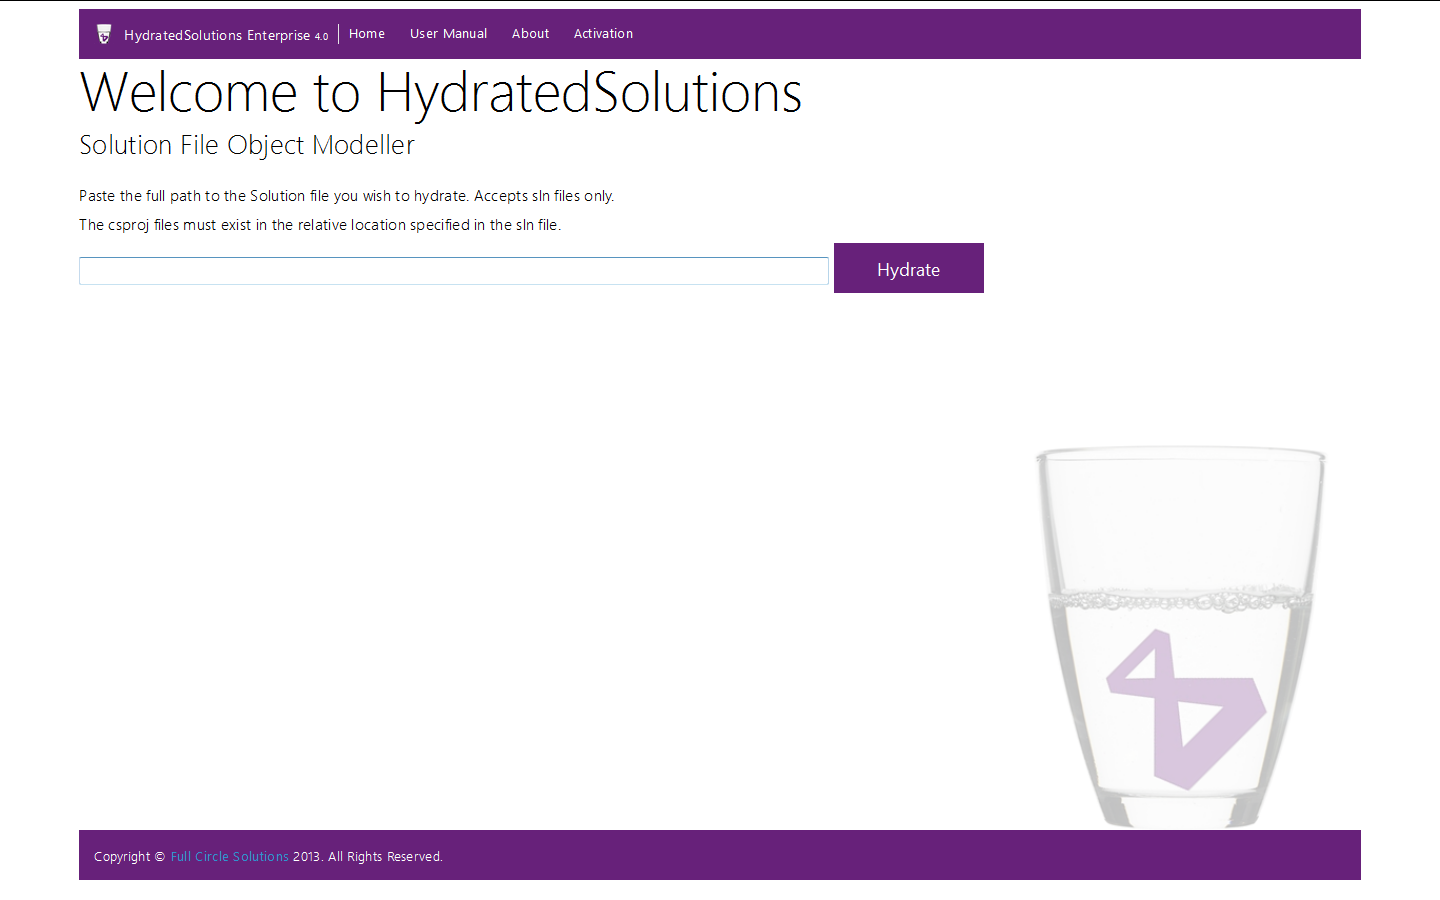 HydratedSolutions Enterprise 4.0 Home User Manual About Activation
Welcome to HydratedSolutions
Solution File Object Modeller
Paste the full path to the Solution file you wish to hydrate. Accepts sln files only.
The csproj files must exist in the relative location specified in the sln file.
Hydrate
Copyright © Full Circle Solutions 2013. All Rights Reserved.